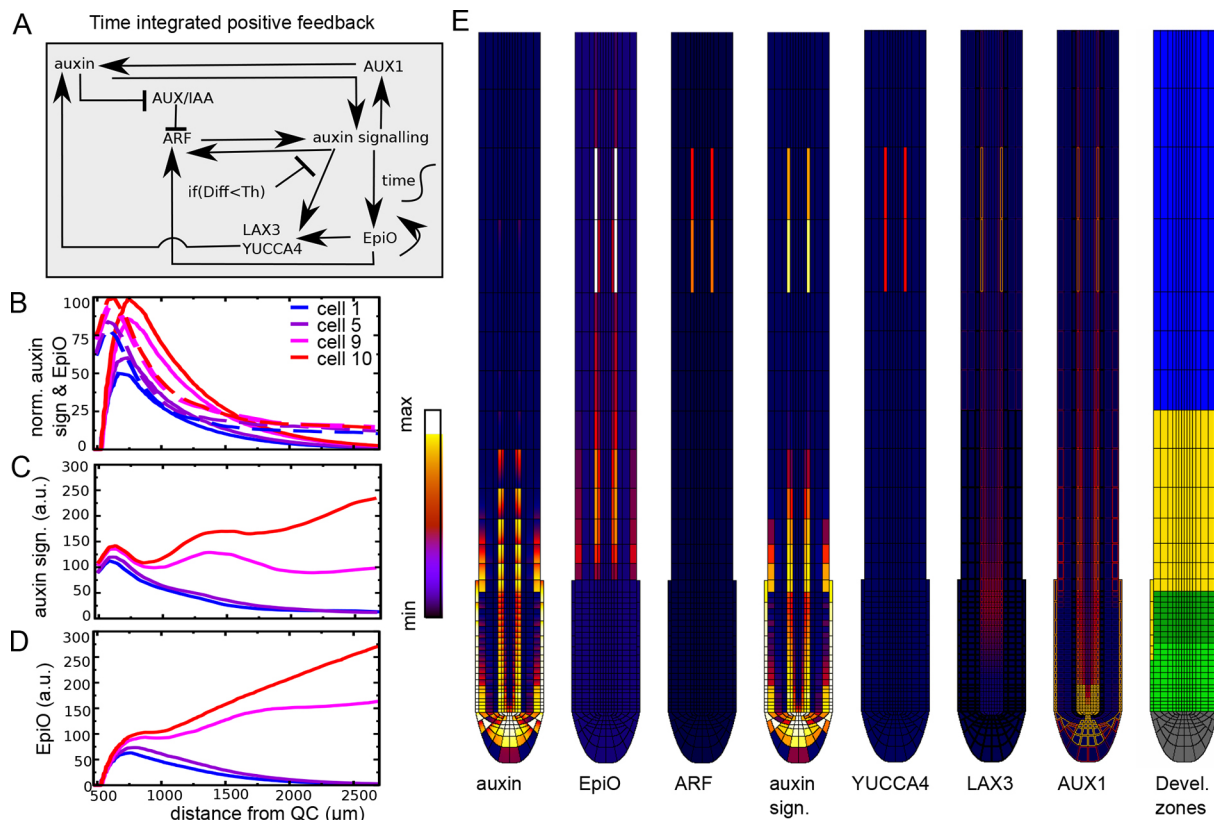 A
Time integrated positive feedback
auxin
AUX1
AUX/IAA
ARF
auxin signalling
time
if(Diff<Th)
LAX3
YUCCA4
EpiO
B
norm. auxin
sign & EpiO
100
75
50
25
0
cell 1
cell 5
cell 9
cell 10
C
auxin sign. (a.u.)
300
250
200
150
100
50
0
D
EpiO (a.u.)
300
250
200
150
100
50
0
500
1000
1500
2000
2500
distance from QC (μm)
max
min
E
auxin
EpiO
ARF
auxin
sign.
YUCCA4
LAX3
AUX1
Devel.
zones